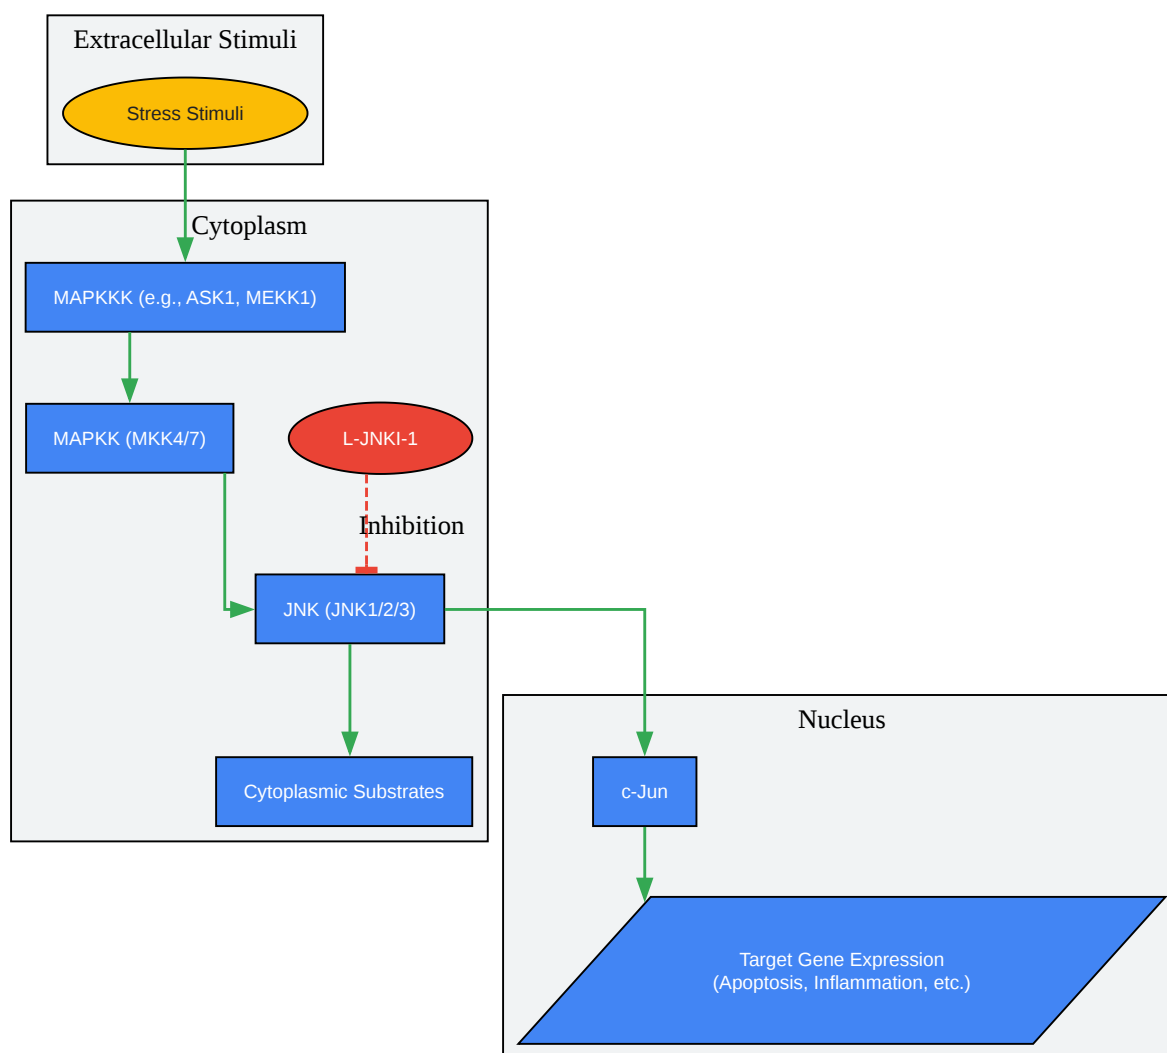 Extracellular Stimuli
Stress Stimuli
Cytoplasm
MAPKKK (e.g., ASK1, MEKK1)
MAPKK (MKK4/7)
L-JNKI-1
Inhibition
JNK (JNK1/2/3)
Cytoplasmic Substrates
Nucleus
c-Jun
Target Gene Expression
(Apoptosis, Inflammation, etc.)